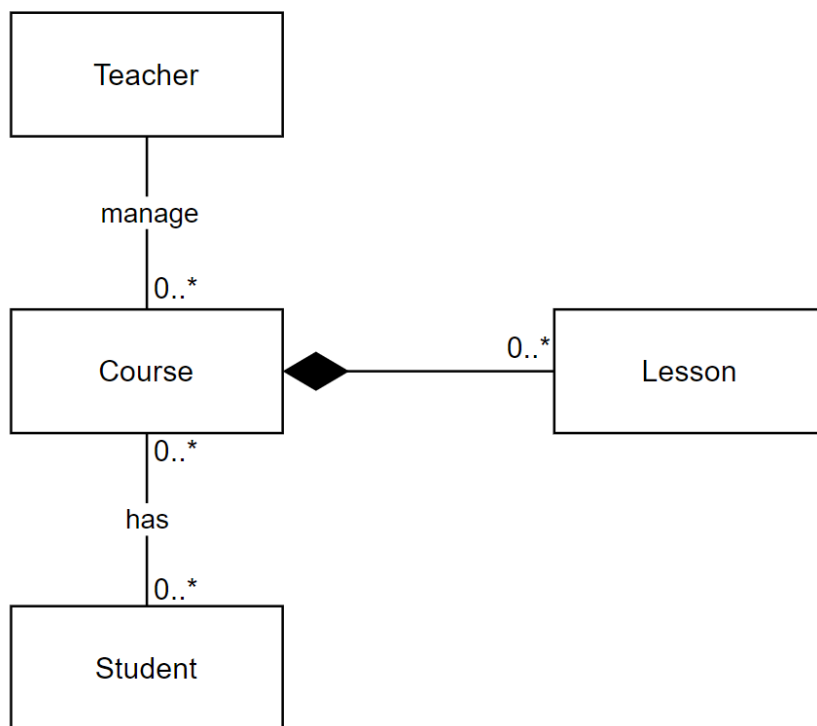 Teacher
manage
0..*
Course
0..*
Lesson
0..*
has
0..*
Student